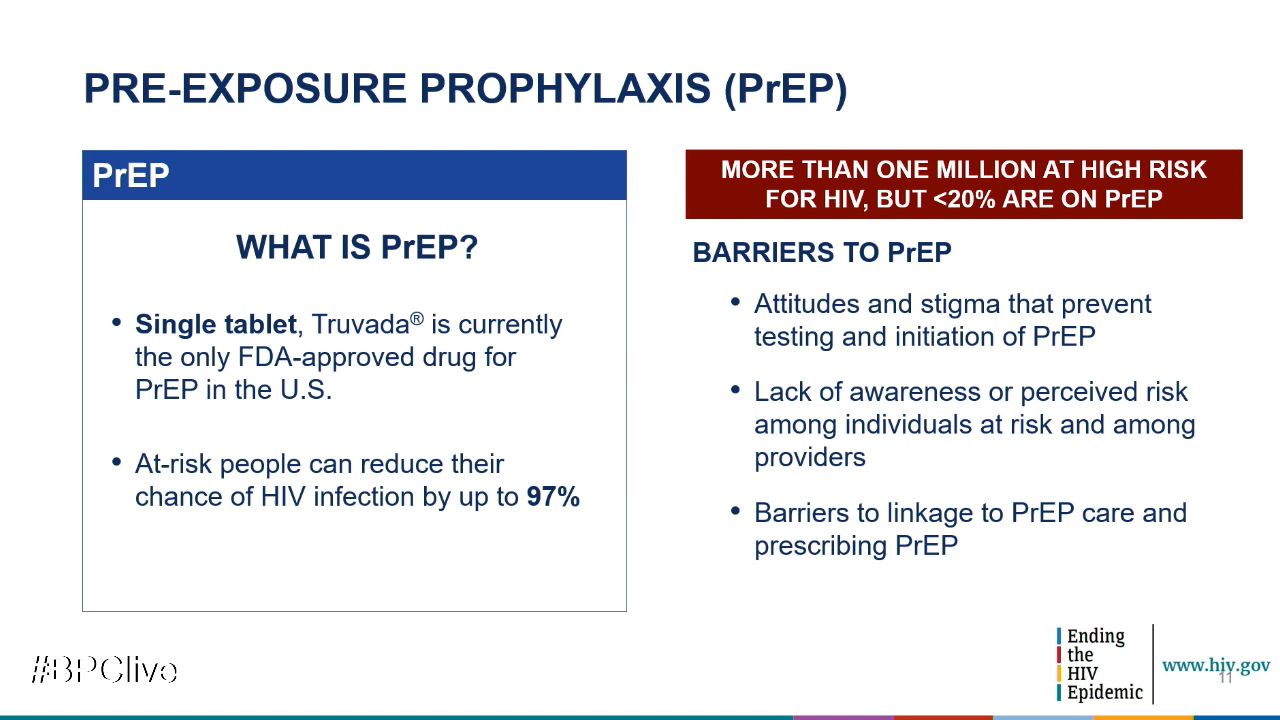 PRE-EXPOSURE PROPHYLAXIS (PrEP)
PrEP
WHAT IS PrEP?
• Single tablet, Truvada® is currently
the only FDA-approved drug for
PrEP in the U.S.
• At-risk people can reduce their
chance of HIV infection by up to 97%
MORE THAN ONE MILLION AT HIGH RISK
FOR HIV, BUT <20% ARE ON PrEP
BARRIERS TO PrEP
• Attitudes and stigma that prevent
testing and initiation of PrEP
• Lack of awareness or perceived risk
among individuals at risk and among
providers
• Barriers to linkage to PrEP care and
prescribing PrEP
#BPClive
Ending
the
HIV
Epidemic
www.hiv.gov
11